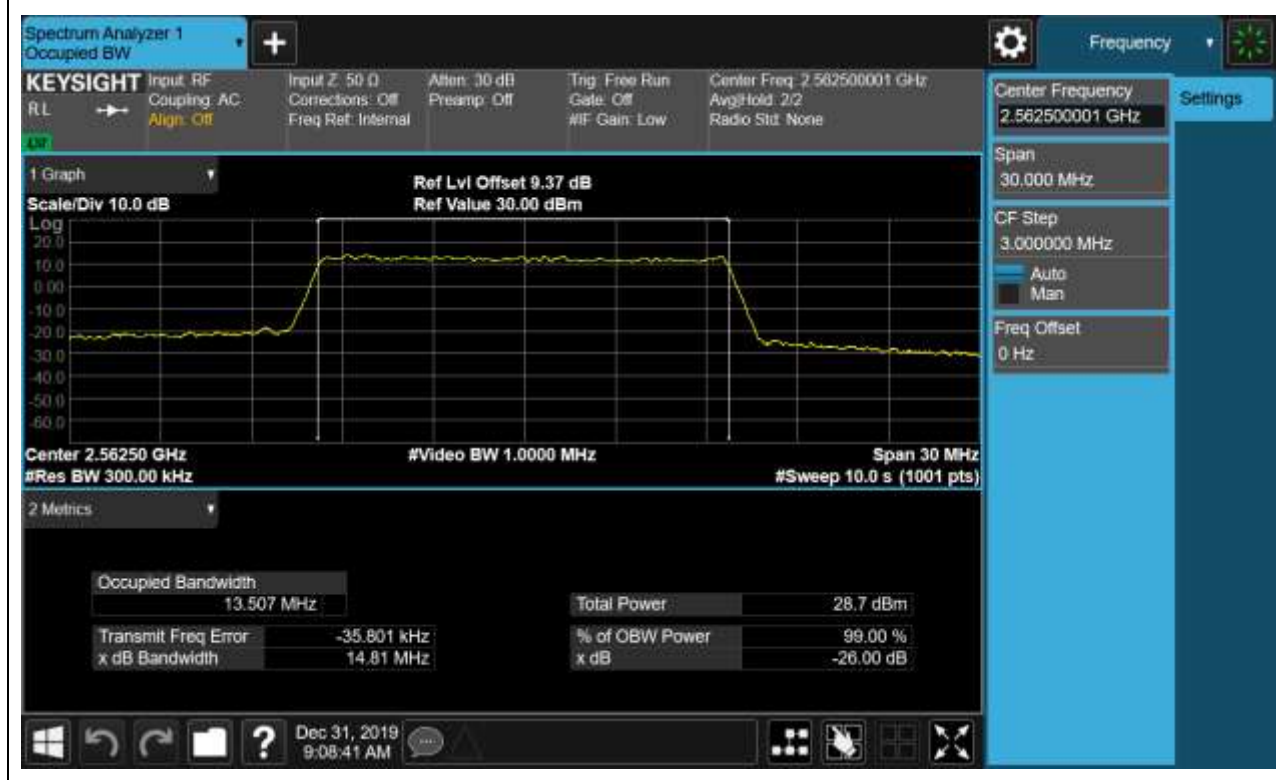 Spectrum Analyzer 1
Occupied BW
Frequency
KEYSIGHT
RL
Input: RF
Coupling: AC
Align: Off
Input Z: 50 Ω
Corrections: Off
Freq Ref: Internal
Atten: 30 dB
Preamp: Off
Trig: Free Run
Gate: Off
#IF Gain: Low
Center Freq: 2.562500001 GHz
Avg|Hold: 2/2
Radio Std: None
Center Frequency
2.562500001 GHz
Settings
Span
30.000 MHz
CF Step
3.000000 MHz
Auto
Man
Freq Offset
0 Hz
1 Graph
Scale/Div 10.0 dB
Ref Lvl Offset 9.37 dB
Ref Value 30.00 dBm
Log
20.0
10.0
0.00
-10.0
-20.0
-30.0
-40.0
-50.0
-60.0
Center 2.56250 GHz
#Res BW 300.00 kHz
#Video BW 1.0000 MHz
Span 30 MHz
#Sweep 10.0 s (1001 pts)
2 Metrics
Occupied Bandwidth
13.507 MHz
Total Power 28.7 dBm
Transmit Freq Error -35.801 kHz
% of OBW Power 99.00 %
x dB Bandwidth 14.81 MHz
x dB -26.00 dB
?
Dec 31, 2019
9:08:41 AM